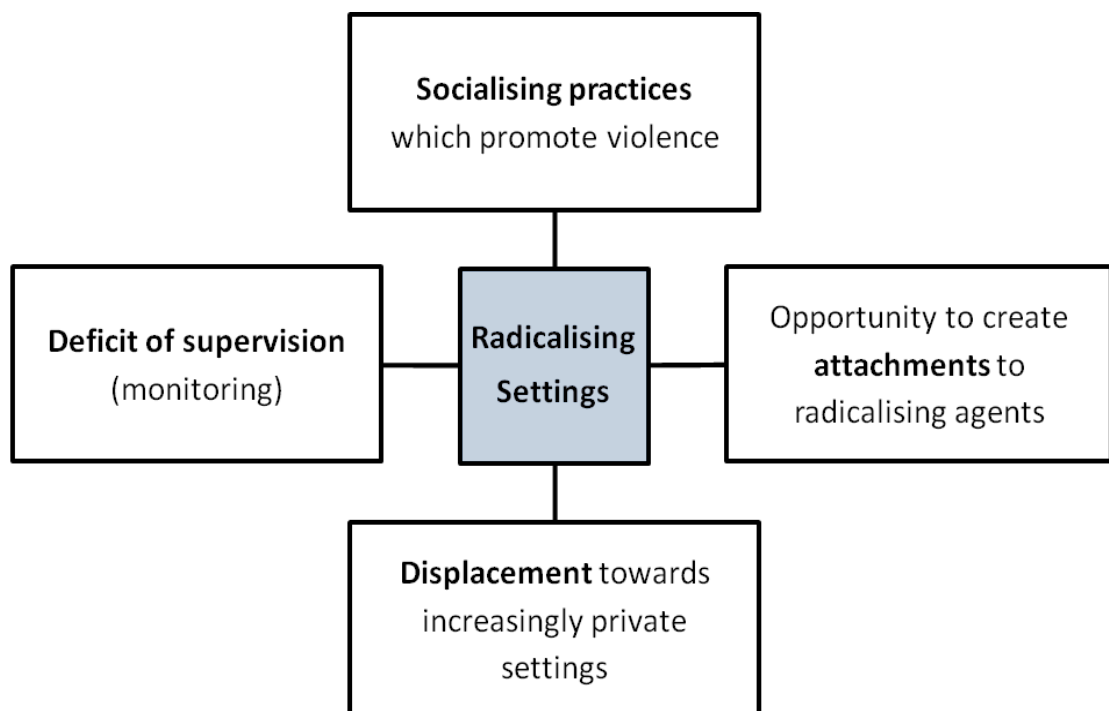 Socialising practices
which promote violence
Deficit of supervision
(monitoring)
Radicalising
Settings
Opportunity to create
attachments to
radicalising agents
Displacement towards
increasingly private
settings